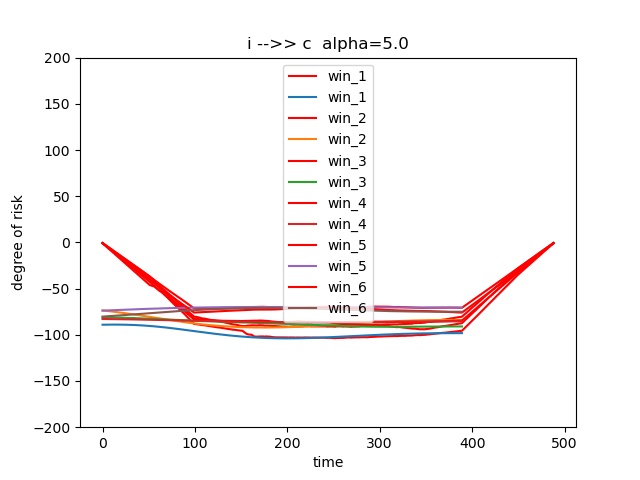 i -->> c  alpha=5.0
200
150
100
50
0
−50
−100
−150
−200
degree of risk
win_1
win_1
win_2
win_2
win_3
win_3
win_4
win_4
win_5
win_5
win_6
win_6
0 100 200 300 400 500
time